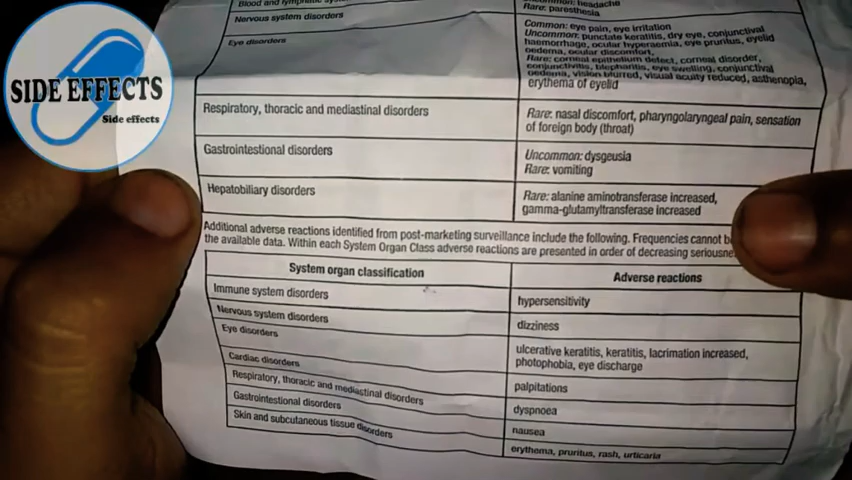 SIDE EFFECTS
Side effects
Blood and lymphatic
headache
Nervous system disorders
Rare: paresthesia
Eye disorders
Common: eye pain, eye irritation
Uncommon: punctate keratitis, dry eye, conjunctival
haemorrhage, ocular hyperaemia, eye pruritus, eyelid
oedema, ocular discomfort,
Rare: corneal epithelium defect, corneal disorder,
conjunctivitis, blepharitis, eye swelling, conjunctival
oedema, vision blurred, visual acuity reduced, asthenopia,
erythema of eyelid
Respiratory, thoracic and mediastinal disorders
Rare: nasal discomfort, pharyngolaryngeal pain, sensation
of foreign body (throat)
Gastrointestional disorders
Uncommon: dysgeusia
Rare: vomiting
Hepatobiliary disorders
Rare: alanine aminotransferase increased,
gamma-glutamyltransferase increased
Additional adverse reactions identified from post-marketing surveillance include the following. Frequencies cannot b
the available data. Within each System Organ Class adverse reactions are presented in order of decreasing seriousne
System organ classification
Adverse reactions
Immune system disorders
hypersensitivity
Nervous system disorders
dizziness
Eye disorders
ulcerative keratitis, keratitis, lacrimation increased,
photophobia, eye discharge
Cardiac disorders
palpitations
Respiratory, thoracic and mediastinal disorders
dyspnoea
Gastrointestional disorders
nausea
Skin and subcutaneous tissue disorders
erythema, pruritus, rash, urticaria